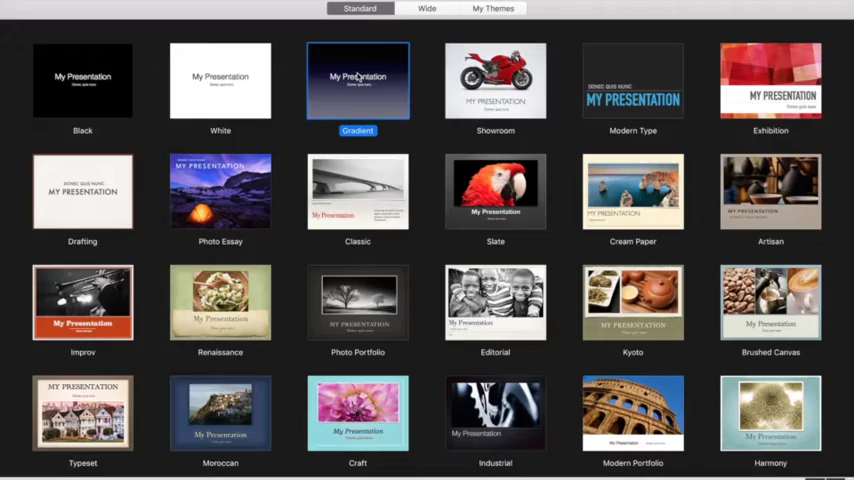 Standard Wide My Themes
My Presentation
My Presentation
My Presentation
MY PRESENTATION
DONEC QUIS NUNC
MY PRESENTATION
MY PRESENTATION
Black White Gradient Showroom Modern Type Exhibition
DONEC QUIS NUNC
MY PRESENTATION
MY PRESENTATION
My Presentation
My Presentation
MY PRESENTATION
MY PRESENTATION
Drafting Photo Essay Classic Slate Cream Paper Artisan
My Presentation
My Presentation
MY PRESENTATION
My Presentation
MY PRESENTATION
My Presentation
Improv Renaissance Photo Portfolio Editorial Kyoto Brushed Canvas
MY PRESENTATION
My Presentation
My Presentation
My Presentation
My Presentation
MY PRESENTATION
Typeset Moroccan Craft Industrial Modern Portfolio Harmony